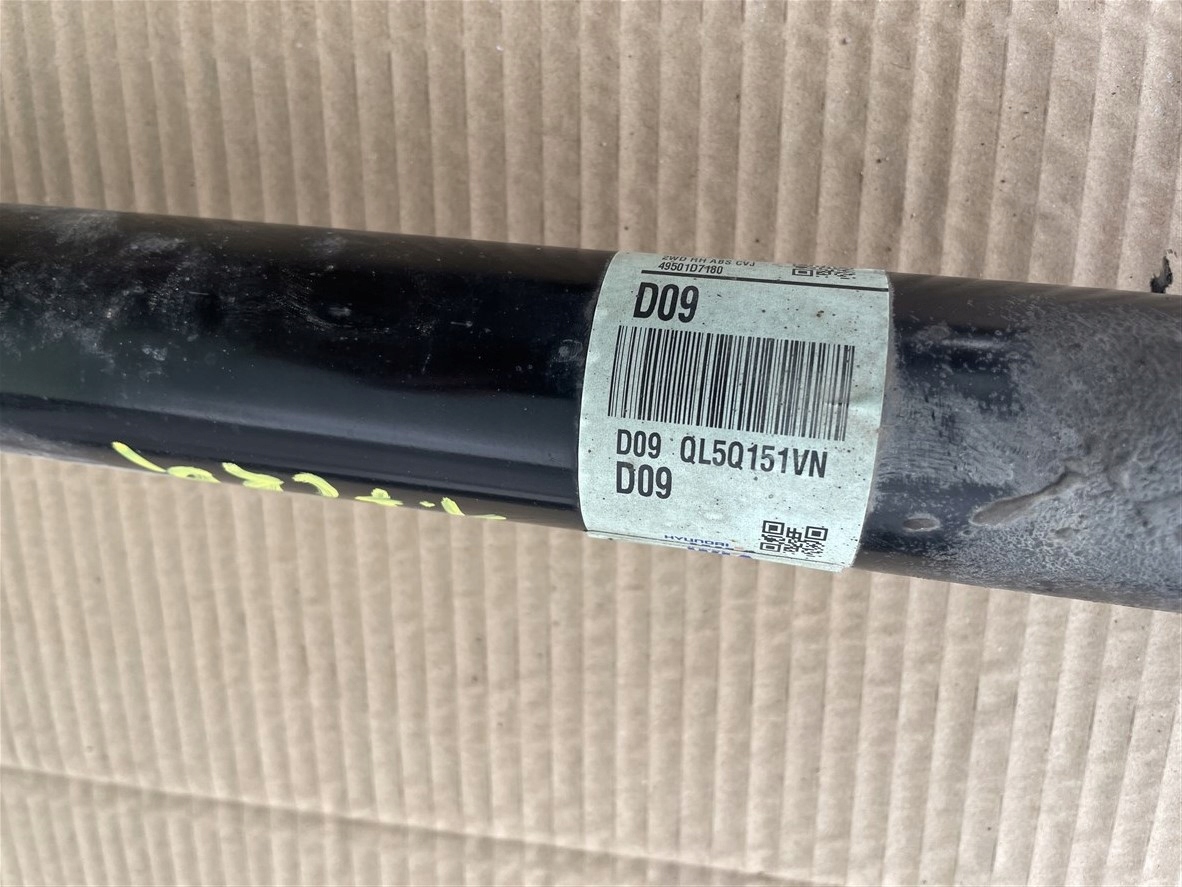 2WD RH ABS CVJ
49501D7180
D09
D09 QL5Q151VN
D09
HYUNDAI